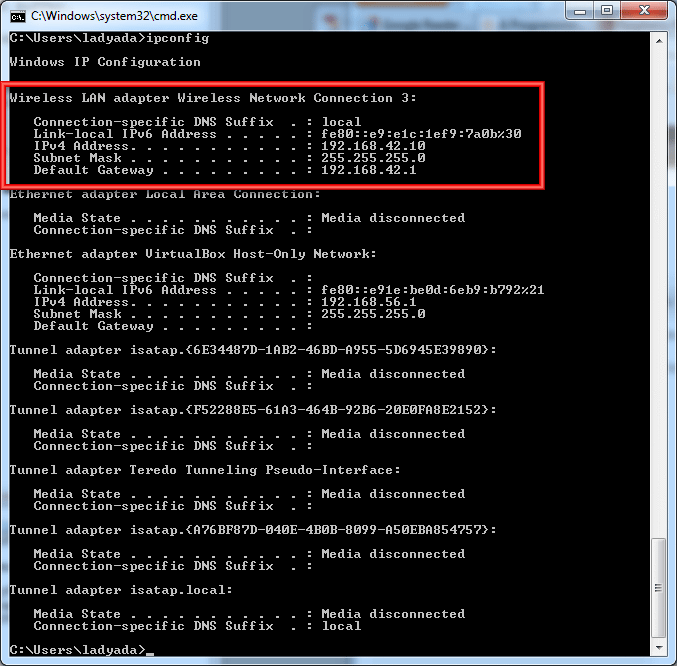 C:\Windows\system32\cmd.exe
C:\Users\ladyada>ipconfig
Windows IP Configuration
Wireless LAN adapter Wireless Network Connection 3:
Connection-specific DNS Suffix  . : local
Link-local IPv6 Address . . . . . : fe80::e9:e1c:1ef9:7a0b%30
IPv4 Address. . . . . . . . . . . : 192.168.42.10
Subnet Mask . . . . . . . . . . . : 255.255.255.0
Default Gateway . . . . . . . . . : 192.168.42.1
Ethernet adapter Local Area Connection:
Media State . . . . . . . . . . . : Media disconnected
Connection-specific DNS Suffix  . :
Ethernet adapter VirtualBox Host-Only Network:
Connection-specific DNS Suffix  . :
Link-local IPv6 Address . . . . . : fe80::e91e:be0d:6eb9:b792%21
IPv4 Address. . . . . . . . . . . : 192.168.56.1
Subnet Mask . . . . . . . . . . . : 255.255.255.0
Default Gateway . . . . . . . . . :
Tunnel adapter isatap.{6E34487D-1AB2-46BD-A955-5D6945E39890}:
Media State . . . . . . . . . . . : Media disconnected
Connection-specific DNS Suffix  . :
Tunnel adapter isatap.{F52288E5-61A3-464B-92B6-20E0FA8E2152}:
Media State . . . . . . . . . . . : Media disconnected
Connection-specific DNS Suffix  . :
Tunnel adapter Teredo Tunneling Pseudo-Interface:
Media State . . . . . . . . . . . : Media disconnected
Connection-specific DNS Suffix  . :
Tunnel adapter isatap.{A76BF87D-040E-4B0B-8099-A50EBA854757}:
Media State . . . . . . . . . . . : Media disconnected
Connection-specific DNS Suffix  . :
Tunnel adapter isatap.local:
Media State . . . . . . . . . . . : Media disconnected
Connection-specific DNS Suffix  . : local
C:\Users\ladyada>_